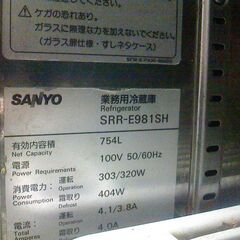 ● ケガの恐れあり。
ガラスに無理な力を加えないでください。
(ガラス扉仕様・すしネタケース)
SANYO 業務用冷蔵庫
Refrigerator
SRR-E981SH
有効内容積 754L
Net Capacity
電源 100V 50/60Hz
Power Requirements
消費電力: 運転 303/320W
Power Operation
Demand: 霜取り 404W
Defrost
電流: 運転 4.1/3.8A
Operation
霜取 4.0A